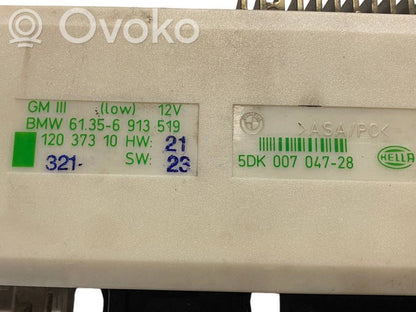 Ovoko
GM III (low) 12V
BMW 61.35-6 913 519
120 373 10 HW: 21
321 SW: 23
>ASA/PC<
5DK 007 047-28
HELLA